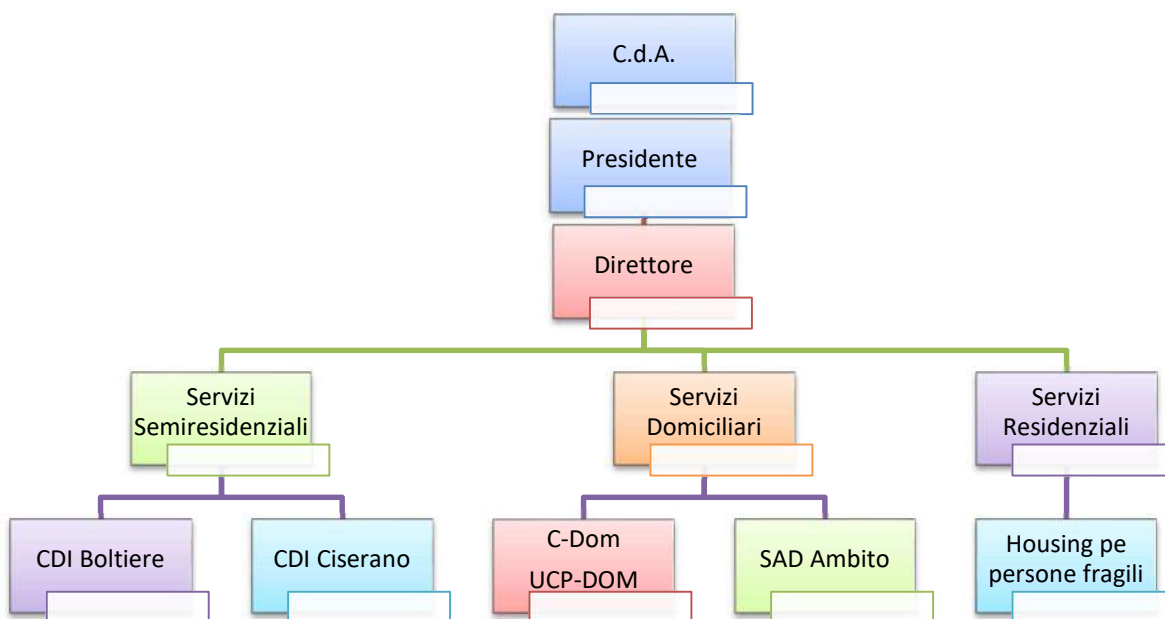 C.d.A.
Presidente
Direttore
Servizi
Semiresidenziali
Servizi
Domiciliari
Servizi
Residenziali
CDI Boltiere
CDI Ciserano
C-Dom
UCP-DOM
SAD Ambito
Housing pe
persone fragili